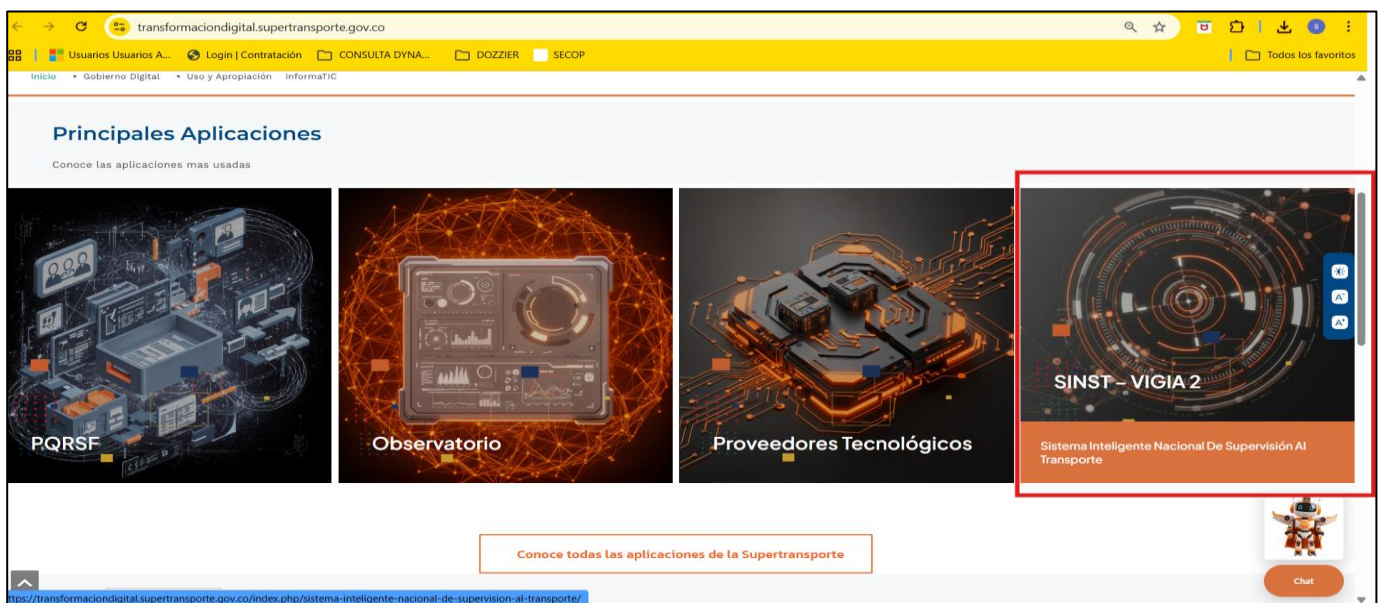 transformaciondigital.supertransporte.gov.co
Usuarios Usuarios A... Login | Contratación CONSULTA DYNA... DOZZIER SECOP Todos los favoritos
Inicio • Gobierno Digital • Uso y Apropiación InformaTIC
Principales Aplicaciones
Conoce las aplicaciones mas usadas
PQRSF
Observatorio
Proveedores Tecnológicos
SINST – VIGIA 2
Sistema Inteligente Nacional De Supervisión Al
Transporte
A-
A+
Conoce todas las aplicaciones de la Supertransporte
Chat
ttps://transformaciondigital.supertransporte.gov.co/index.php/sistema-inteligente-nacional-de-supervision-al-transporte/